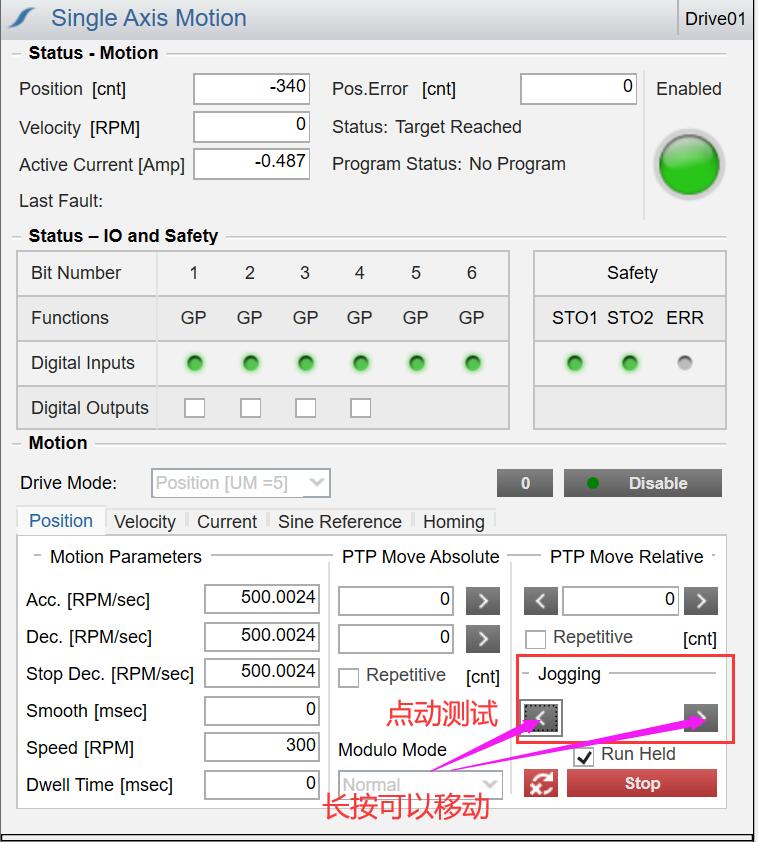 Single Axis Motion
Drive01
Status - Motion
Position [cnt] -340 Pos.Error [cnt] 0 Enabled
Velocity [RPM] 0 Status: Target Reached
Active Current [Amp] -0.487 Program Status: No Program
Last Fault:
Status – IO and Safety
Bit Number 1 2 3 4 5 6 Safety
Functions GP GP GP GP GP GP STO1 STO2 ERR
Digital Inputs
Digital Outputs
Motion
Drive Mode: Position [UM =5] 0 Disable
Position Velocity Current Sine Reference Homing
Motion Parameters PTP Move Absolute PTP Move Relative
Acc. [RPM/sec] 500.0024 0 > < 0 >
Dec. [RPM/sec] 500.0024 0 > Repetitive [cnt]
Stop Dec. [RPM/sec] 500.0024 Repetitive [cnt] Jogging
Smooth [msec] 0 点动测试 < >
Speed [RPM] 300 Modulo Mode Run Held
Dwell Time [msec] 0 Normal Stop
长按可以移动